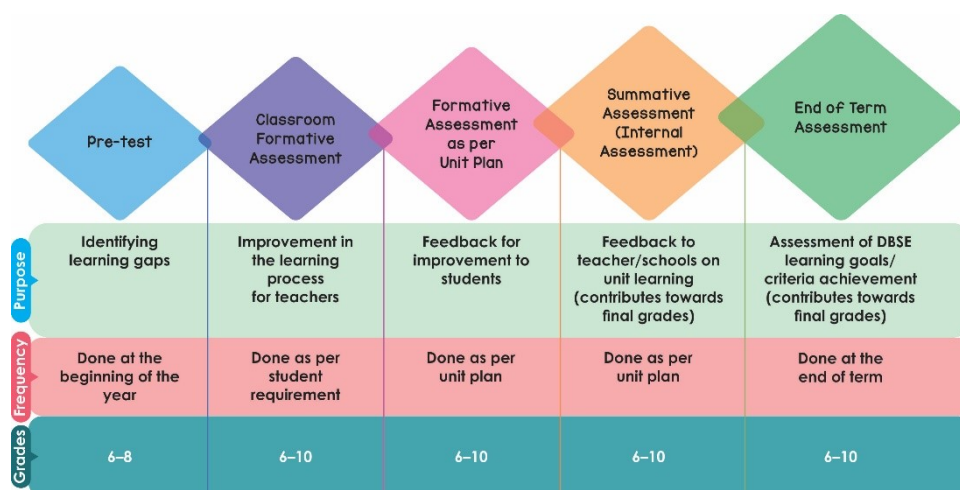 Pre-test
Classroom
Formative
Assessment
Formative
Assessment
as per
Unit Plan
Summative
Assessment
(Internal
Assessment)
End of Term
Assessment
Purpose
Identifying
learning gaps
Improvement in
the learning
process
for teachers
Feedback for
improvement to
students
Feedback to
teacher/schools on
unit learning
(contributes towards
final grades)
Assessment of DBSE
learning goals/
criteria achievement
(contributes towards
final grades)
Frequency
Done at the
beginning of the
year
Done as per
student
requirement
Done as per
unit plan
Done as per
unit plan
Done at the
end of term
Grades
6–8
6–10
6–10
6–10
6–10